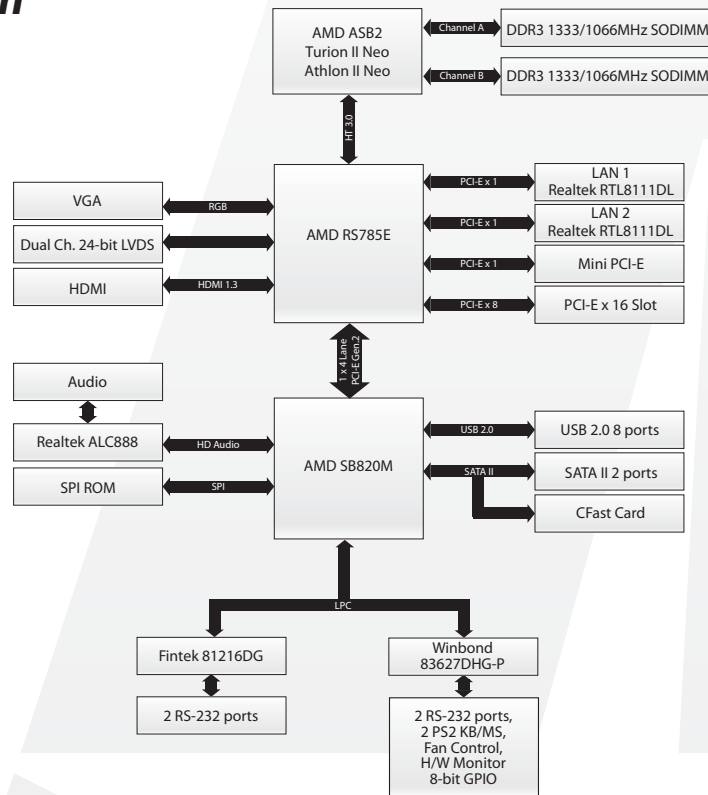 n
AMD ASB2
Turion II Neo
Athlon II Neo
Channel A
DDR3 1333/1066MHz SODIMM
Channel B
DDR3 1333/1066MHz SODIMM
HT 3.0
VGA
RGB
Dual Ch. 24-bit LVDS
HDMI
HDMI 1.3
AMD RS785E
PCI-E x 1
LAN 1
Realtek RTL8111DL
PCI-E x 1
LAN 2
Realtek RTL8111DL
PCI-E x 1
Mini PCI-E
PCI-E x 8
PCI-E x 16 Slot
1 x 4 Lane
PCI-E Gen.2
Audio
Realtek ALC888
HD Audio
SPI ROM
SPI
AMD SB820M
USB 2.0
USB 2.0 8 ports
SATA II
SATA II 2 ports
CFast Card
LPC
Fintek 81216DG
2 RS-232 ports
Winbond
83627DHG-P
2 RS-232 ports,
2 PS2 KB/MS,
Fan Control,
H/W Monitor
8-bit GPIO